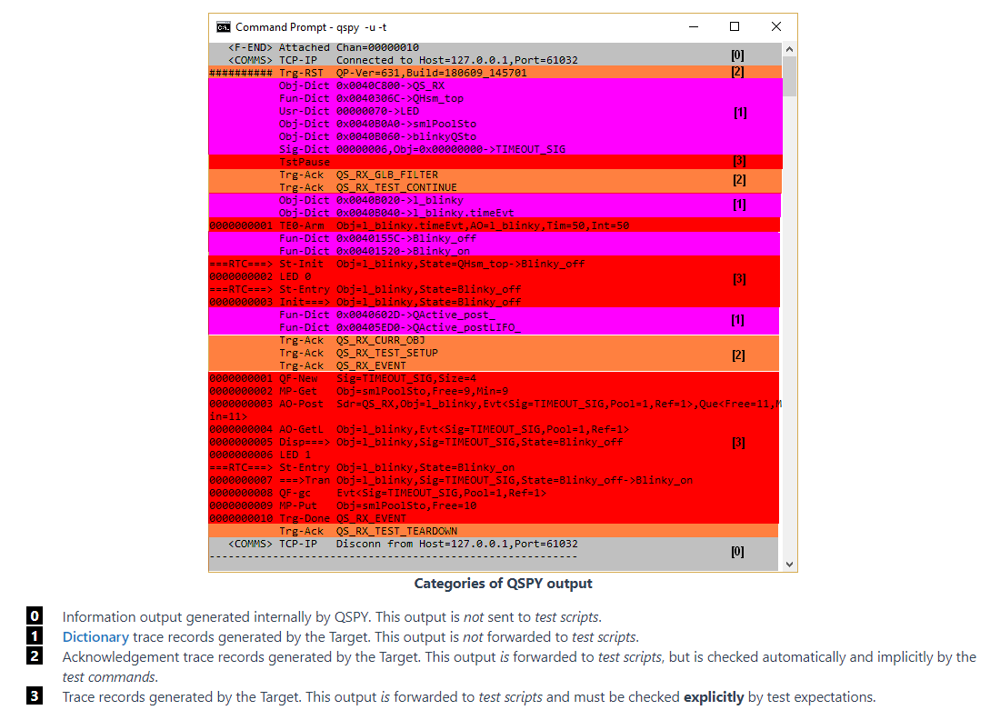 Command Prompt - qspy -u -t
<F-END> Attached Chan=00000010
<COMMS> TCP-IP Connected to Host=127.0.0.1,Port=61032
[0]
########## Trg-RST QP-Ver=631,Build=180609_145701
[2]
Obj-Dict 0x0040C800->QS_RX
Fun-Dict 0x0040306C->QHsm_top
Usr-Dict 00000070->LED
[1]
Obj-Dict 0x0040B0A0->smlPoolSto
Obj-Dict 0x0040B060->blinkyQSto
Sig-Dict 00000006,Obj=0x00000000->TIMEOUT_SIG
TstPause
[3]
Trg-Ack QS_RX_GLB_FILTER
[2]
Trg-Ack QS_RX_TEST_CONTINUE
Obj-Dict 0x0040B020->l_blinky
[1]
Obj-Dict 0x0040B040->l_blinky.timeEvt
0000000001 TE0-Arm Obj=l_blinky.timeEvt,AO=l_blinky,Tim=50,Int=50
Fun-Dict 0x0040155C->Blinky_off
Fun-Dict 0x00401520->Blinky_on
===RTC===> St-Init Obj=l_blinky,State=QHsm_top->Blinky_off
0000000002 LED 0
[3]
===RTC===> St-Entry Obj=l_blinky,State=Blinky_off
0000000003 Init===> Obj=l_blinky,State=Blinky_off
Fun-Dict 0x0040602D->QActive_post_
[1]
Fun-Dict 0x00405ED0->QActive_postLIFO_
Trg-Ack QS_RX_CURR_OBJ
Trg-Ack QS_RX_TEST_SETUP
[2]
Trg-Ack QS_RX_EVENT
0000000001 QF-New Sig=TIMEOUT_SIG,Size=4
0000000002 MP-Get Obj=smlPoolSto,Free=9,Min=9
0000000003 AO-Post Sdr=QS_RX,Obj=l_blinky,Evt<Sig=TIMEOUT_SIG,Pool=1,Ref=1>,Que<Free=11,M
in=11>
0000000004 AO-GetL Obj=l_blinky,Evt<Sig=TIMEOUT_SIG,Pool=1,Ref=1>
0000000005 Disp===> Obj=l_blinky,Sig=TIMEOUT_SIG,State=Blinky_off
[3]
0000000006 LED 1
===RTC===> St-Entry Obj=l_blinky,State=Blinky_on
0000000007 ===>Tran Obj=l_blinky,Sig=TIMEOUT_SIG,State=Blinky_off->Blinky_on
0000000008 QF-gc Evt<Sig=TIMEOUT_SIG,Pool=1,Ref=1>
0000000009 MP-Put Obj=smlPoolSto,Free=10
0000000010 Trg-Done QS_RX_EVENT
Trg-Ack QS_RX_TEST_TEARDOWN
<COMMS> TCP-IP Disconn from Host=127.0.0.1,Port=61032
[0]
----------------------------------------------------------
Categories of QSPY output
0 Information output generated internally by QSPY. This output is not sent to test scripts.
1 Dictionary trace records generated by the Target. This output is not forwarded to test scripts.
2 Acknowledgement trace records generated by the Target. This output is forwarded to test scripts, but is checked automatically and implicitly by the
test commands.
3 Trace records generated by the Target. This output is forwarded to test scripts and must be checked explicitly by test expectations.